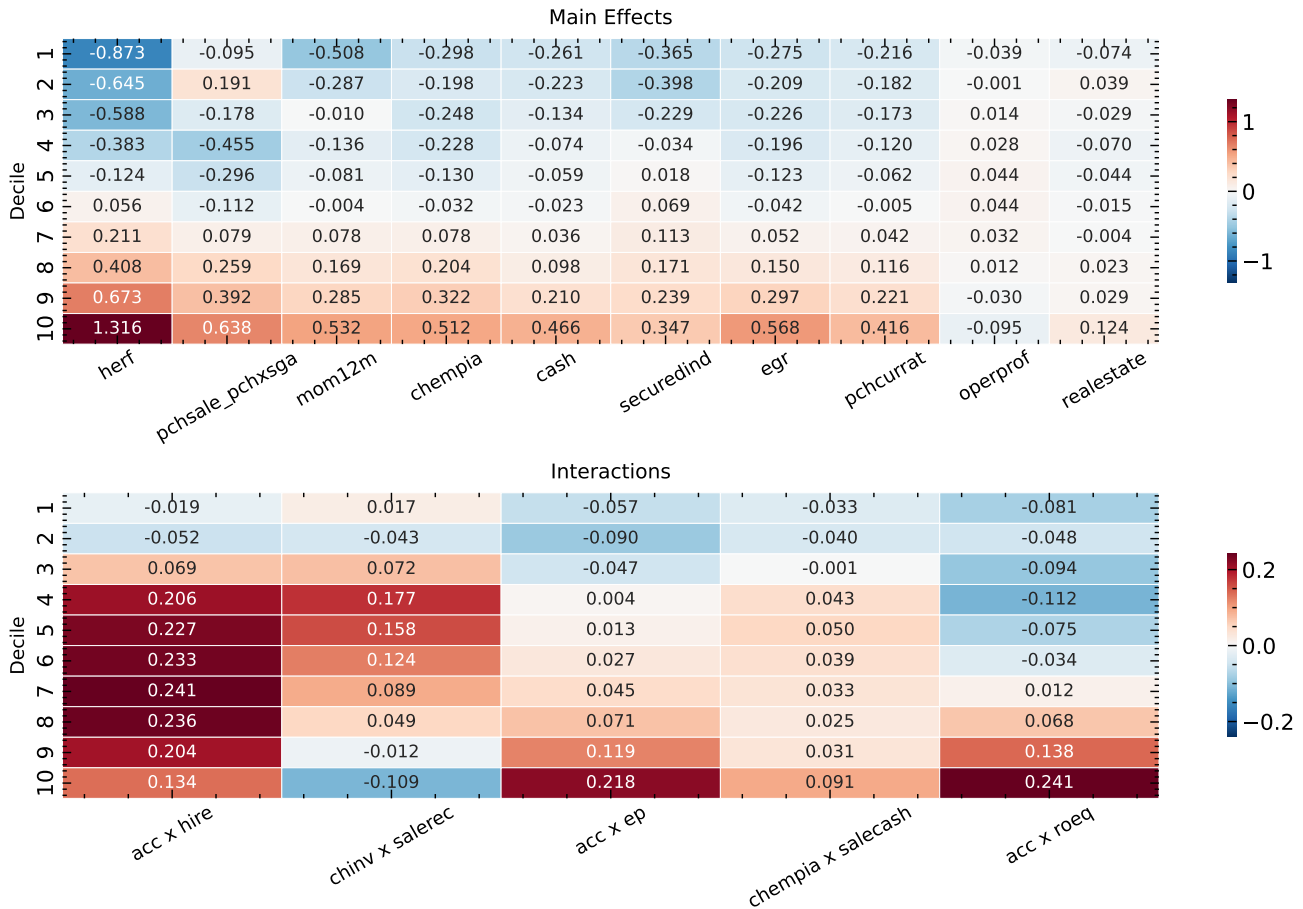 Main Effects
Decile
1 -0.873 -0.095 -0.508 -0.298 -0.261 -0.365 -0.275 -0.216 -0.039 -0.074
2 -0.645 0.191 -0.287 -0.198 -0.223 -0.398 -0.209 -0.182 -0.001 0.039
3 -0.588 -0.178 -0.010 -0.248 -0.134 -0.229 -0.226 -0.173 0.014 -0.029
4 -0.383 -0.455 -0.136 -0.228 -0.074 -0.034 -0.196 -0.120 0.028 -0.070
5 -0.124 -0.296 -0.081 -0.130 -0.059 0.018 -0.123 -0.062 0.044 -0.044
6 0.056 -0.112 -0.004 -0.032 -0.023 0.069 -0.042 -0.005 0.044 -0.015
7 0.211 0.079 0.078 0.078 0.036 0.113 0.052 0.042 0.032 -0.004
8 0.408 0.259 0.169 0.204 0.098 0.171 0.150 0.116 0.012 0.023
9 0.673 0.392 0.285 0.322 0.210 0.239 0.297 0.221 -0.030 0.029
10 1.316 0.638 0.532 0.512 0.466 0.347 0.568 0.416 -0.095 0.124
herf pchsale_pchxsga mom12m chempia cash securedind egr pchcurrat operprof realestate
1
0
−1
Interactions
Decile
1 -0.019 0.017 -0.057 -0.033 -0.081
2 -0.052 -0.043 -0.090 -0.040 -0.048
3 0.069 0.072 -0.047 -0.001 -0.094
4 0.206 0.177 0.004 0.043 -0.112
5 0.227 0.158 0.013 0.050 -0.075
6 0.233 0.124 0.027 0.039 -0.034
7 0.241 0.089 0.045 0.033 0.012
8 0.236 0.049 0.071 0.025 0.068
9 0.204 -0.012 0.119 0.031 0.138
10 0.134 -0.109 0.218 0.091 0.241
acc x hire chinv x salerec acc x ep chempia x salecash acc x roeq
0.2
0.0
−0.2